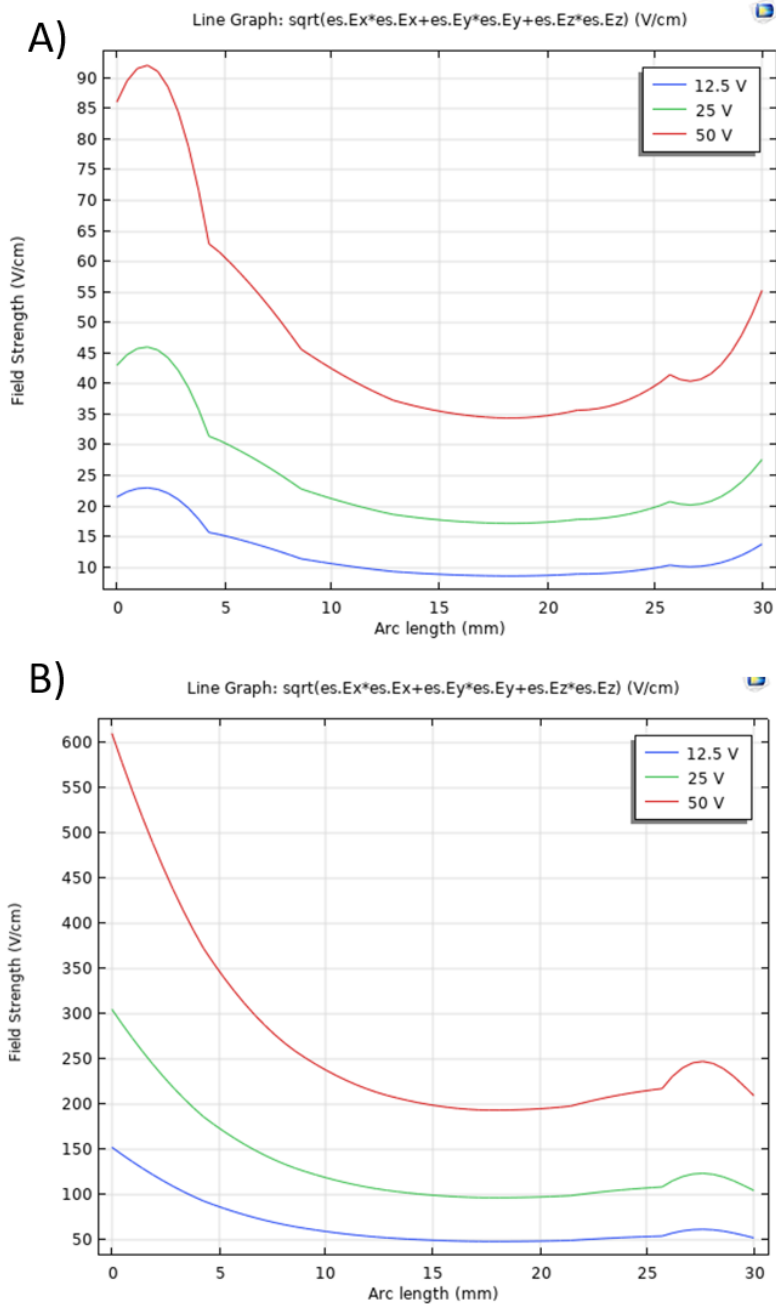 A)
Line Graph: sqrt(es.Ex*es.Ex+es.Ey*es.Ey+es.Ez*es.Ez) (V/cm)
12.5 V
25 V
50 V
90
85
80
75
70
65
60
55
50
45
40
35
30
25
20
15
10
Field Strength (V/cm)
0 5 10 15 20 25 30
Arc length (mm)
B)
Line Graph: sqrt(es.Ex*es.Ex+es.Ey*es.Ey+es.Ez*es.Ez) (V/cm)
12.5 V
25 V
50 V
600
550
500
450
400
350
300
250
200
150
100
50
Field Strength (V/cm)
0 5 10 15 20 25 30
Arc length (mm)